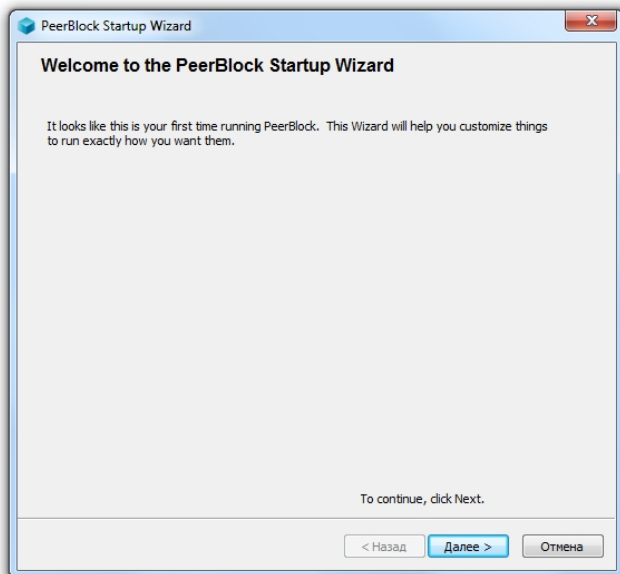 PeerBlock Startup Wizard
Welcome to the PeerBlock Startup Wizard
It looks like this is your first time running PeerBlock. This Wizard will help you customize things
to run exactly how you want them.
To continue, click Next.
< Назад Далее > Отмена